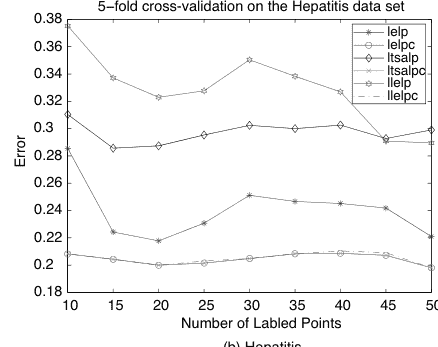 5-fold cross-validation on the Hepatitis data set
0.38
0.36
0.34
0.32
0.3
0.28
0.26
0.24
0.22
0.2
0.18
Error
lelp
lelpc
ltsalp
ltsalpc
llelp
llelpc
10 15 20 25 30 35 40 45 50
Number of Labled Points
(b) Hepatitis